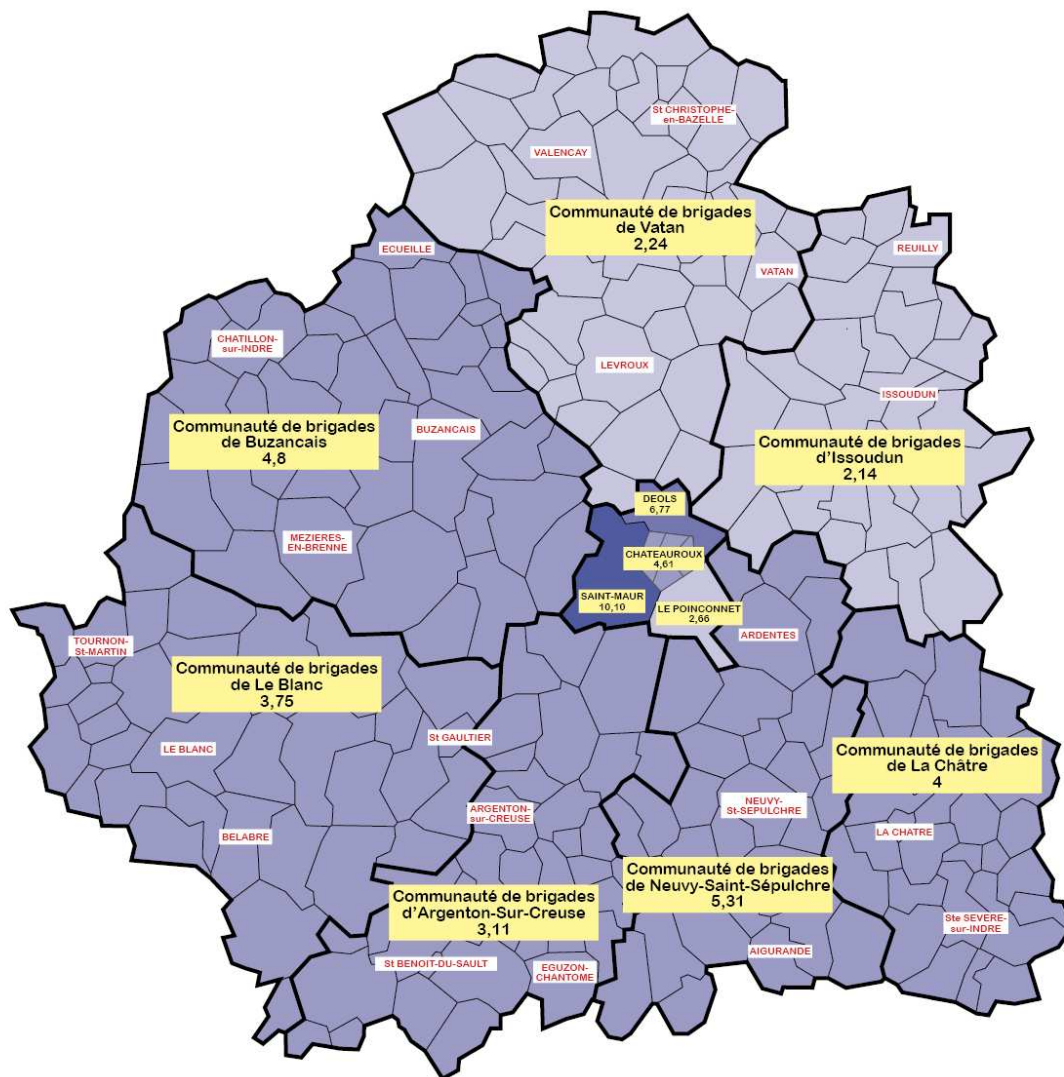 St CHRISTOPHE-
en-BAZELLE
VALENCAY
Communauté de brigades
de Vatan
2,24
REUILLY
ECUEILLE
VATAN
CHATILLON-
sur-INDRE
LEVROUX
ISSOUDUN
Communauté de brigades
de Buzancais
4,8
BUZANCAIS
Communauté de brigades
d'Issoudun
2,14
DEOLS
6,77
MEZIERES-
EN-BRENNE
CHATEAUROUX
4,61
SAINT-MAUR
10,10
LE POINCONNET
2,66
TOURNON-
St-MARTIN
ARDENTES
Communauté de brigades
de Le Blanc
3,75
LE BLANC
St GAULTIER
Communauté de brigades
de La Châtre
4
ARGENTON-
sur-CREUSE
NEUVY-
St-SEPULCHRE
BELABRE
LA CHATRE
Communauté de brigades
d'Argenton-Sur-Creuse
3,11
Communauté de brigades
de Neuvy-Saint-Sépulchre
5,31
Ste SEVERE-
sur-INDRE
AIGURANDE
St BENOIT-DU-SAULT
EGUZON-
CHANTOME